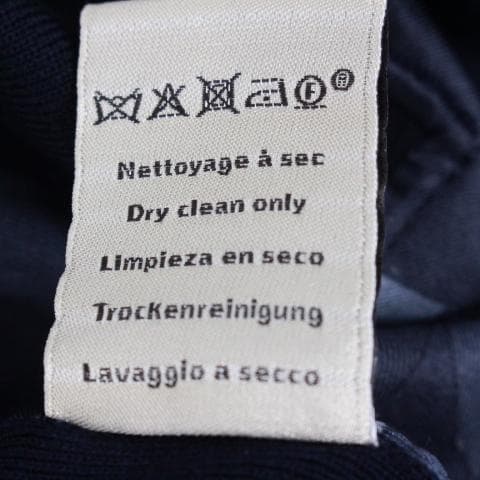 F
Nettoyage à sec
Dry clean only
Limpieza en seco
Trockenreinigung
Lavaggio a secco